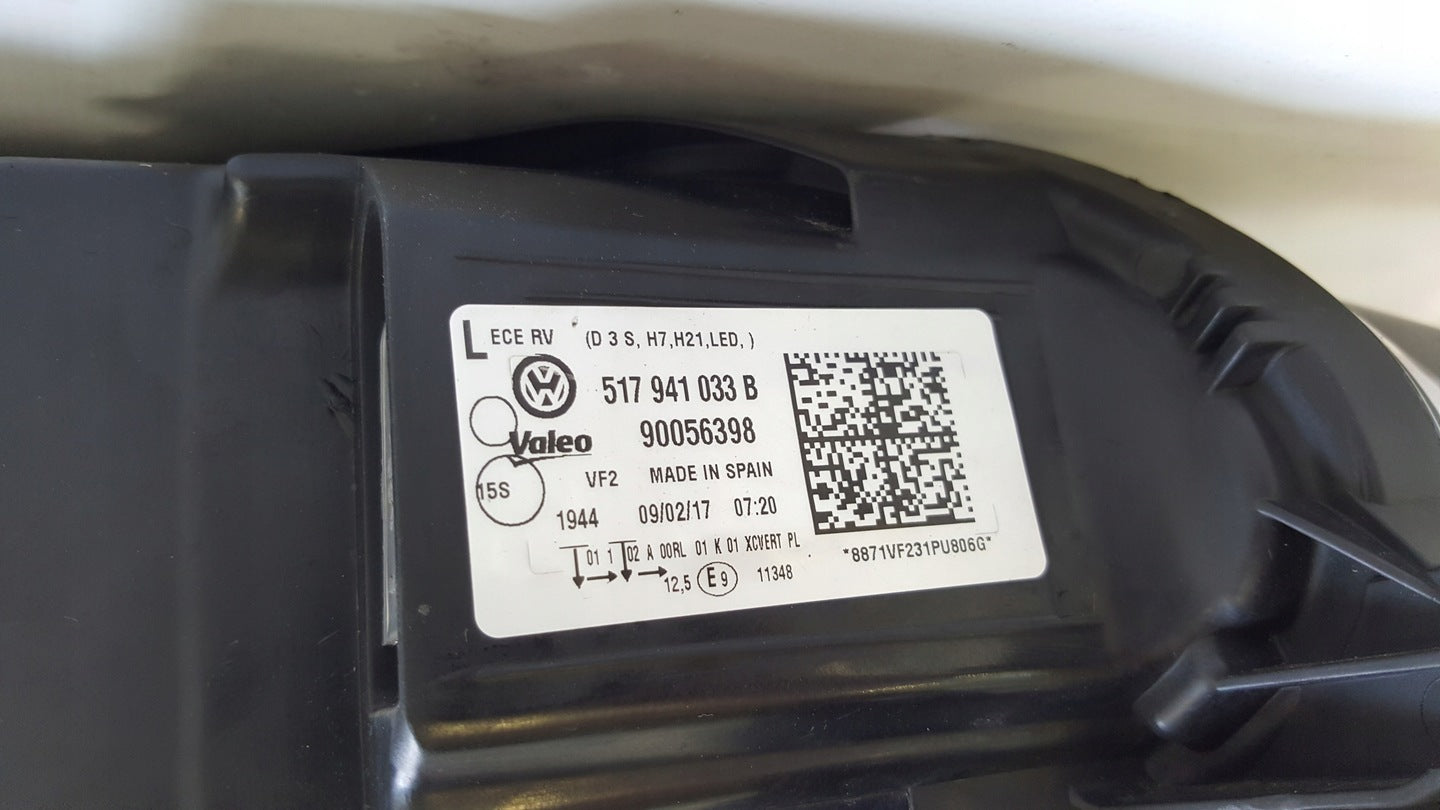 L ECE RV (D 3 S, H7,H21,LED, )
517 941 033 B
Valeo 90056398
15S VF2 MADE IN SPAIN
1944 09/02/17 07:20
01 1 02 A 00RL 01 K 01 XCVERT PL
12,5 E9 11348
*8871VF231PU806G*